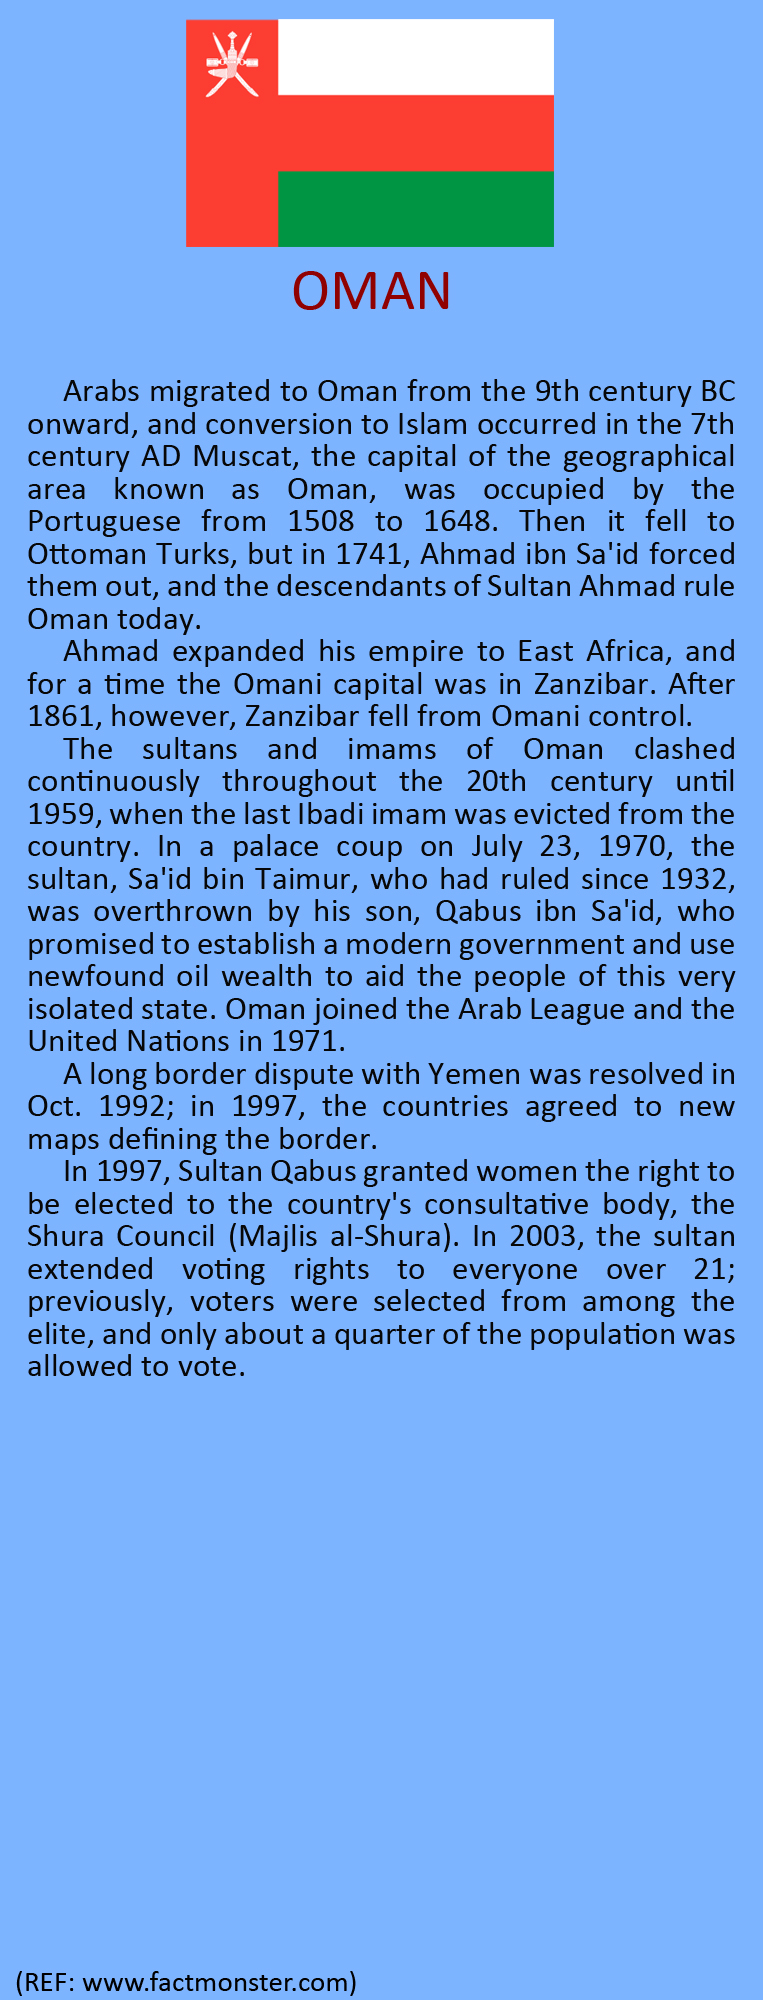 OMAN
Arabs migrated to Oman from the 9th century BC
onward, and conversion to Islam occurred in the 7th
century AD Muscat, the capital of the geographical
area known as Oman, was occupied by the
Portuguese from 1508 to 1648. Then it fell to
Ottoman Turks, but in 1741, Ahmad ibn Sa'id forced
them out, and the descendants of Sultan Ahmad rule
Oman today.
Ahmad expanded his empire to East Africa, and
for a time the Omani capital was in Zanzibar. After
1861, however, Zanzibar fell from Omani control.
The sultans and imams of Oman clashed
continuously throughout the 20th century until
1959, when the last Ibadi imam was evicted from the
country. In a palace coup on July 23, 1970, the
sultan, Sa'id bin Taimur, who had ruled since 1932,
was overthrown by his son, Qabus ibn Sa'id, who
promised to establish a modern government and use
newfound oil wealth to aid the people of this very
isolated state. Oman joined the Arab League and the
United Nations in 1971.
A long border dispute with Yemen was resolved in
Oct. 1992; in 1997, the countries agreed to new
maps defining the border.
In 1997, Sultan Qabus granted women the right to
be elected to the country's consultative body, the
Shura Council (Majlis al-Shura). In 2003, the sultan
extended voting rights to everyone over 21;
previously, voters were selected from among the
elite, and only about a quarter of the population was
allowed to vote.
(REF: www.factmonster.com)